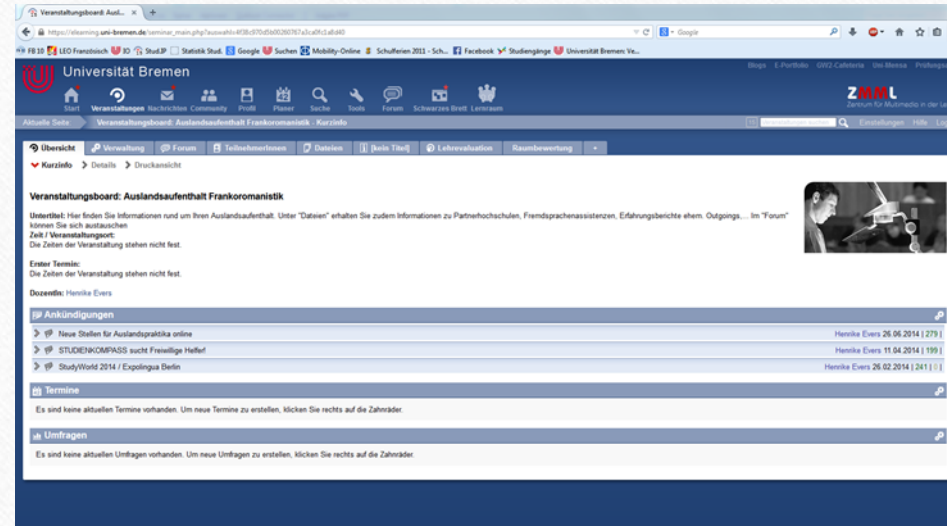 Veranstaltungsboard: Ausl...
https://elearning.uni-bremen.de/seminar_main.php
Google
FB 10 LEO Französisch IO Stud.IP Statistik Stud. Google Suchen Mobility-Online Schulferien 2011 - Sch... Facebook Studiengänge Universität Bremen: Ve...
Blogs E-Portfolio GW2-Cafeteria Uni-Mensa Prüfungsa
Universität Bremen
ZMML
Zentrum für Multimedia in der Le
Start Veranstaltungen Nachrichten Community Profil Planer Suche Tools Forum Schwarzes Brett Lernraum
Aktuelle Seite: Veranstaltungsboard: Auslandsaufenthalt Frankoromanistik - Kurzinfo
Veranstaltungen suchen Einstellungen Hilfe Log
Übersicht Verwaltung Forum TeilnehmerInnen Dateien [kein Titel] Lehrevaluation Raumbewertung +
Kurzinfo Details Druckansicht
Veranstaltungsboard: Auslandsaufenthalt Frankoromanistik
Untertitel: Hier finden Sie Informationen rund um Ihren Auslandsaufenthalt. Unter "Dateien" erhalten Sie zudem Informationen zu Partnerhochschulen, Fremdsprachenassistenzen, Erfahrungsberichte ehem. Outgoings,... Im "Forum"
können Sie sich austauschen
Zeit / Veranstaltungsort:
Die Zeiten der Veranstaltung stehen nicht fest.
Erster Termin:
Die Zeiten der Veranstaltung stehen nicht fest.
DozentIn: Henrike Evers
Ankündigungen
Neue Stellen für Auslandspraktika online Henrike Evers 26.06.2014 | 279 |
STUDIENKOMPASS sucht Freiwillige Helfer! Henrike Evers 11.04.2014 | 199 |
StudyWorld 2014 / Expolingua Berlin Henrike Evers 26.02.2014 | 241 | 0 |
Termine
Es sind keine aktuellen Termine vorhanden. Um neue Termine zu erstellen, klicken Sie rechts auf die Zahnräder.
Umfragen
Es sind keine aktuellen Umfragen vorhanden. Um neue Umfragen zu erstellen, klicken Sie rechts auf die Zahnräder.